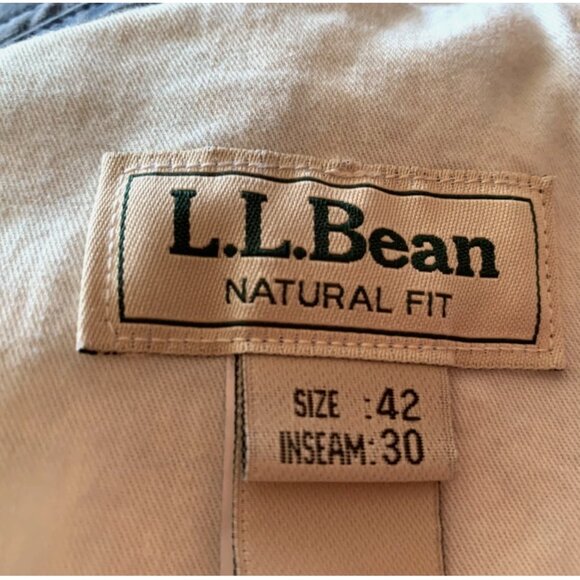 L.L.Bean
NATURAL FIT
SIZE :42
INSEAM:30